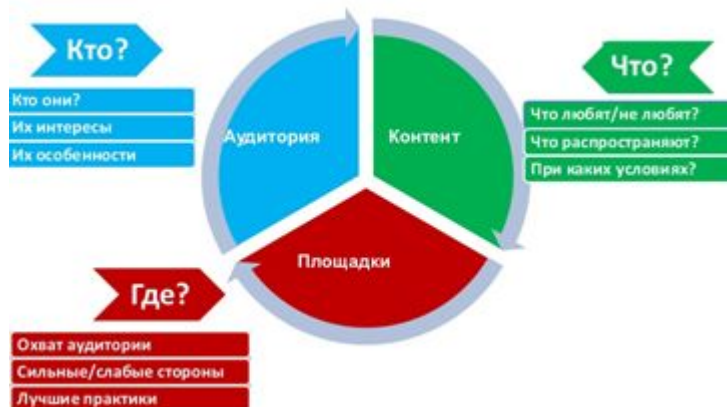 Кто?
Кто они?
Их интересы
Их особенности
Аудитория
Контент
Что?
Что любят/не любят?
Что распространяют?
При каких условиях?
Площадки
Где?
Охват аудитории
Сильные/слабые стороны
Лучшие практики